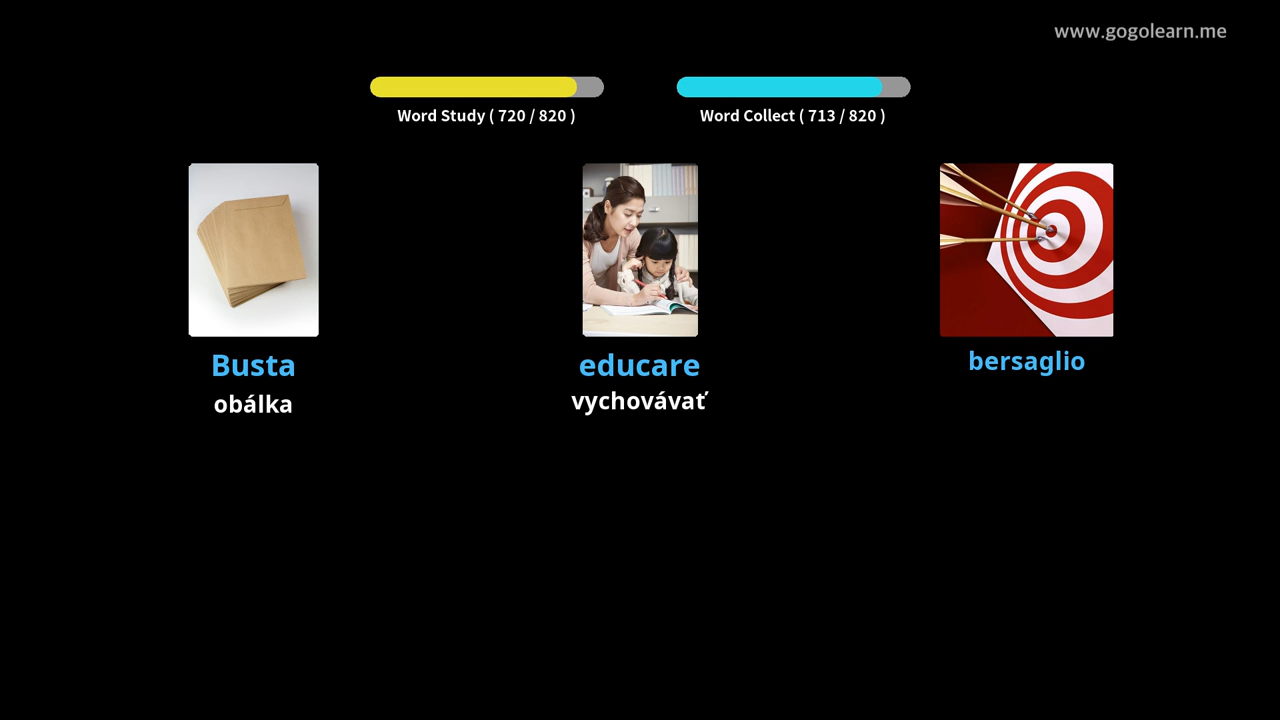 www.gogolearn.me
Word Study ( 720 / 820 )
Word Collect ( 713 / 820 )
Busta
obálka
educare
vychovávať
bersaglio